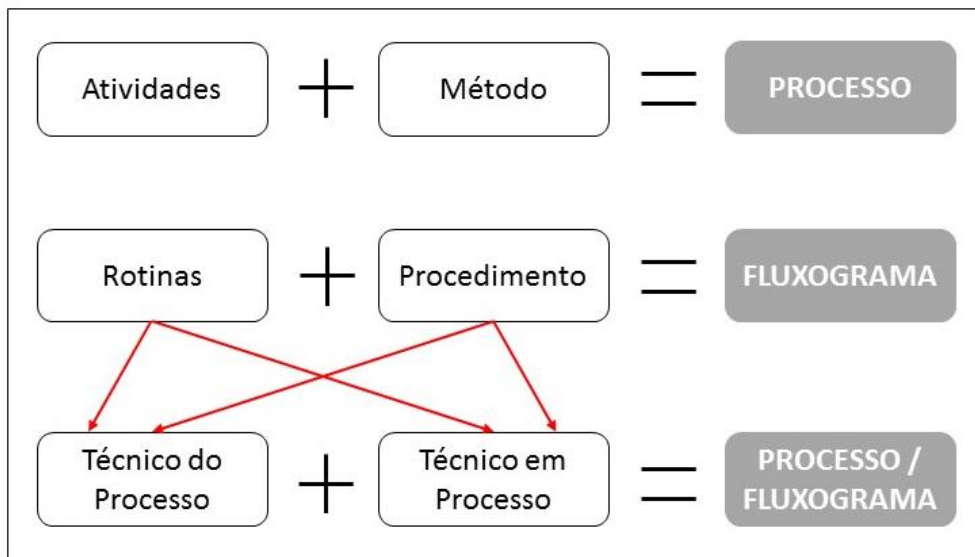 Atividades + Método = PROCESSO
Rotinas + Procedimento = FLUXOGRAMA
Técnico do
Processo
+
Técnico em
Processo
=
PROCESSO /
FLUXOGRAMA